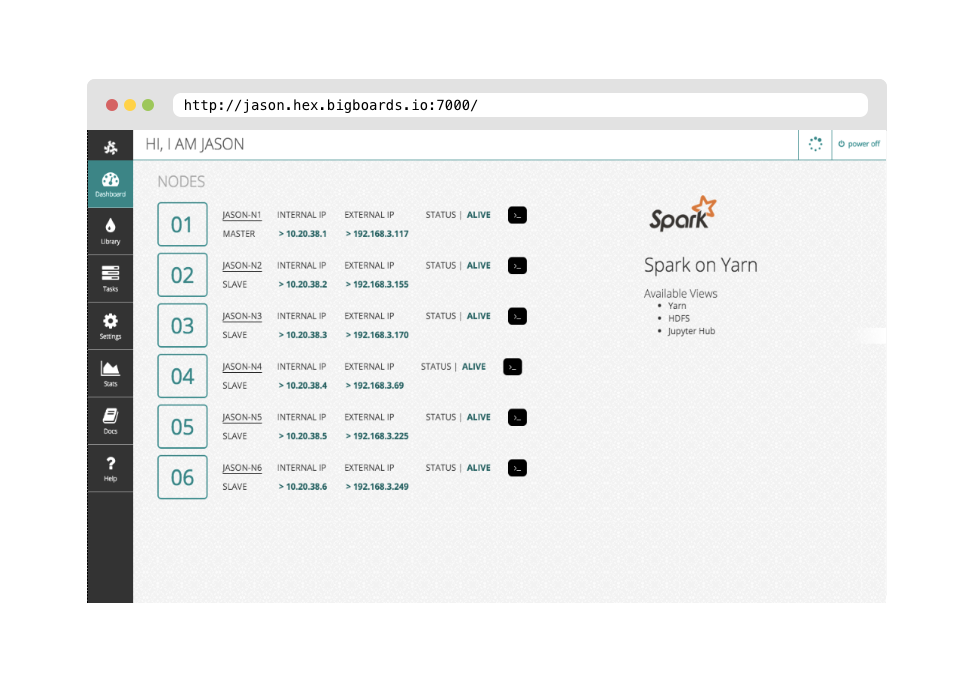 http://jason.hex.bigboards.io:7000/
HI, I AM JASON
power off
Dashboard
Library
Tasks
Settings
Stats
Docs
? Help
NODES
01 JASON-N1 INTERNAL IP EXTERNAL IP STATUS | ALIVE >_
MASTER > 10.20.38.1 > 192.168.3.117
02 JASON-N2 INTERNAL IP EXTERNAL IP STATUS | ALIVE >_
SLAVE > 10.20.38.2 > 192.168.3.155
03 JASON-N3 INTERNAL IP EXTERNAL IP STATUS | ALIVE >_
SLAVE > 10.20.38.3 > 192.168.3.170
04 JASON-N4 INTERNAL IP EXTERNAL IP STATUS | ALIVE >_
SLAVE > 10.20.38.4 > 192.168.3.69
05 JASON-N5 INTERNAL IP EXTERNAL IP STATUS | ALIVE >_
SLAVE > 10.20.38.5 > 192.168.3.225
06 JASON-N6 INTERNAL IP EXTERNAL IP STATUS | ALIVE >_
SLAVE > 10.20.38.6 > 192.168.3.249
Spark
Spark on Yarn
Available Views
• Yarn
• HDFS
• Jupyter Hub